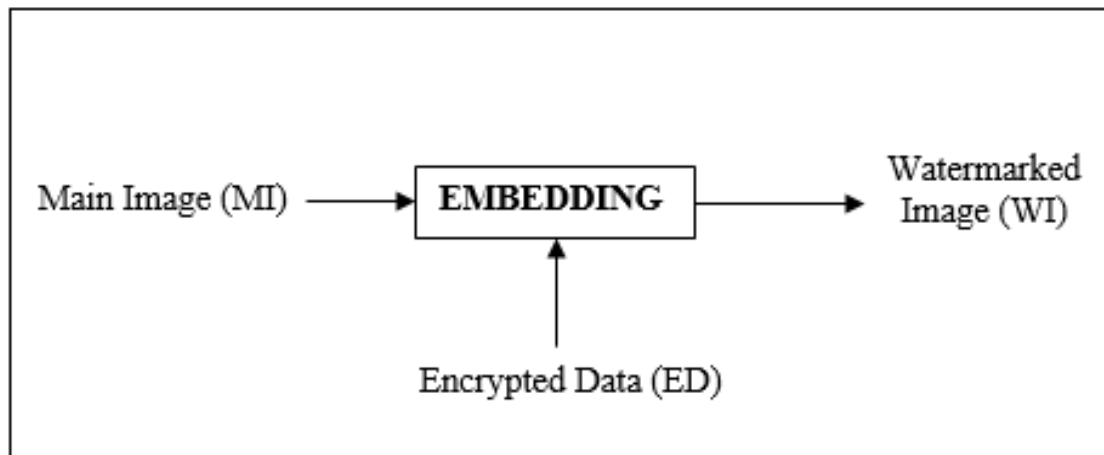 Main Image (MI)
EMBEDDING
Watermarked
Image (WI)
Encrypted Data (ED)